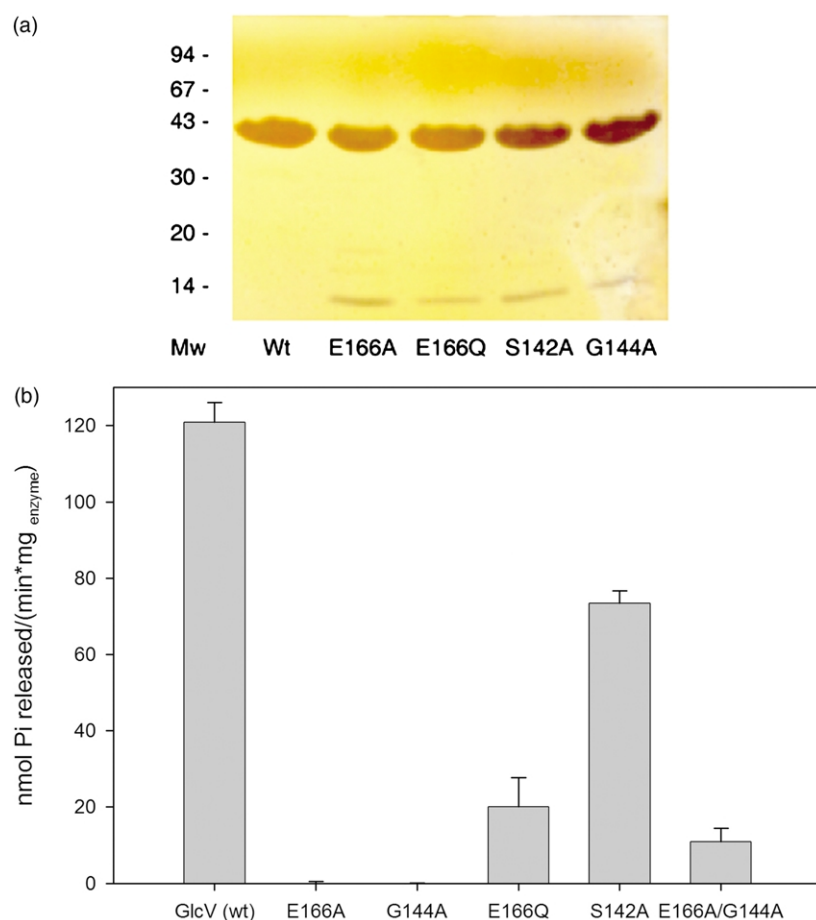 (a)
94 -
67 -
43 -
30 -
20 -
14 -
Mw Wt E166A E166Q S142A G144A
(b)
nmol Pi released/(min*mg enzyme)
120
100
80
60
40
20
0
GlcV (wt) E166A G144A E166Q S142A E166A/G144A